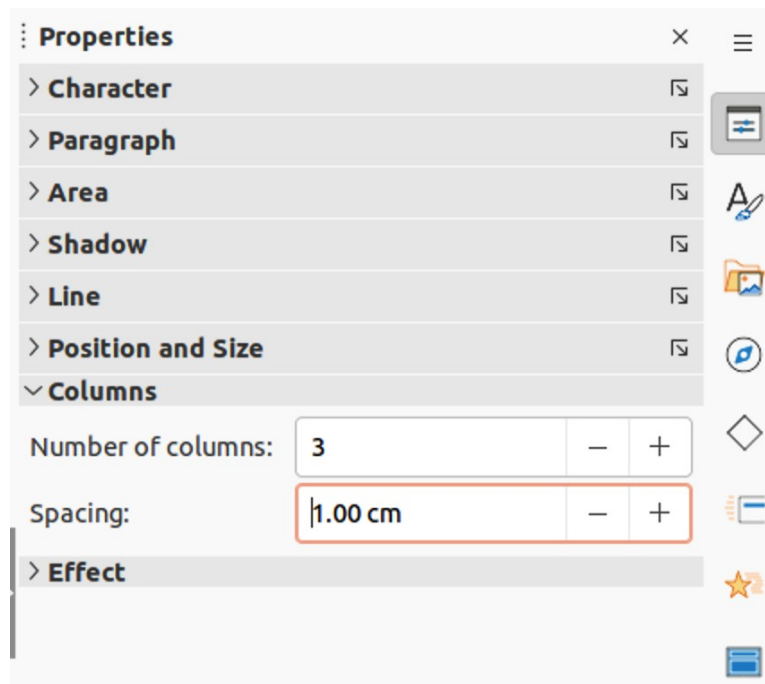 Properties
Character
Paragraph
Area
Shadow
Line
Position and Size
Columns
Number of columns: 3
Spacing: 1.00 cm
Effect